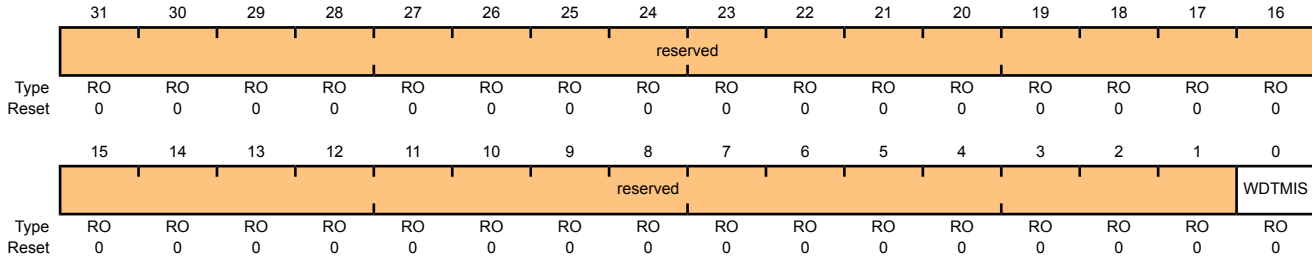 31 30 29 28 27 26 25 24 23 22 21 20 19 18 17 16
reserved
Type RO RO RO RO RO RO RO RO RO RO RO RO RO RO RO RO
Reset 0 0 0 0 0 0 0 0 0 0 0 0 0 0 0 0
15 14 13 12 11 10 9 8 7 6 5 4 3 2 1 0
reserved WDTMIS
Type RO RO RO RO RO RO RO RO RO RO RO RO RO RO RO RO
Reset 0 0 0 0 0 0 0 0 0 0 0 0 0 0 0 0